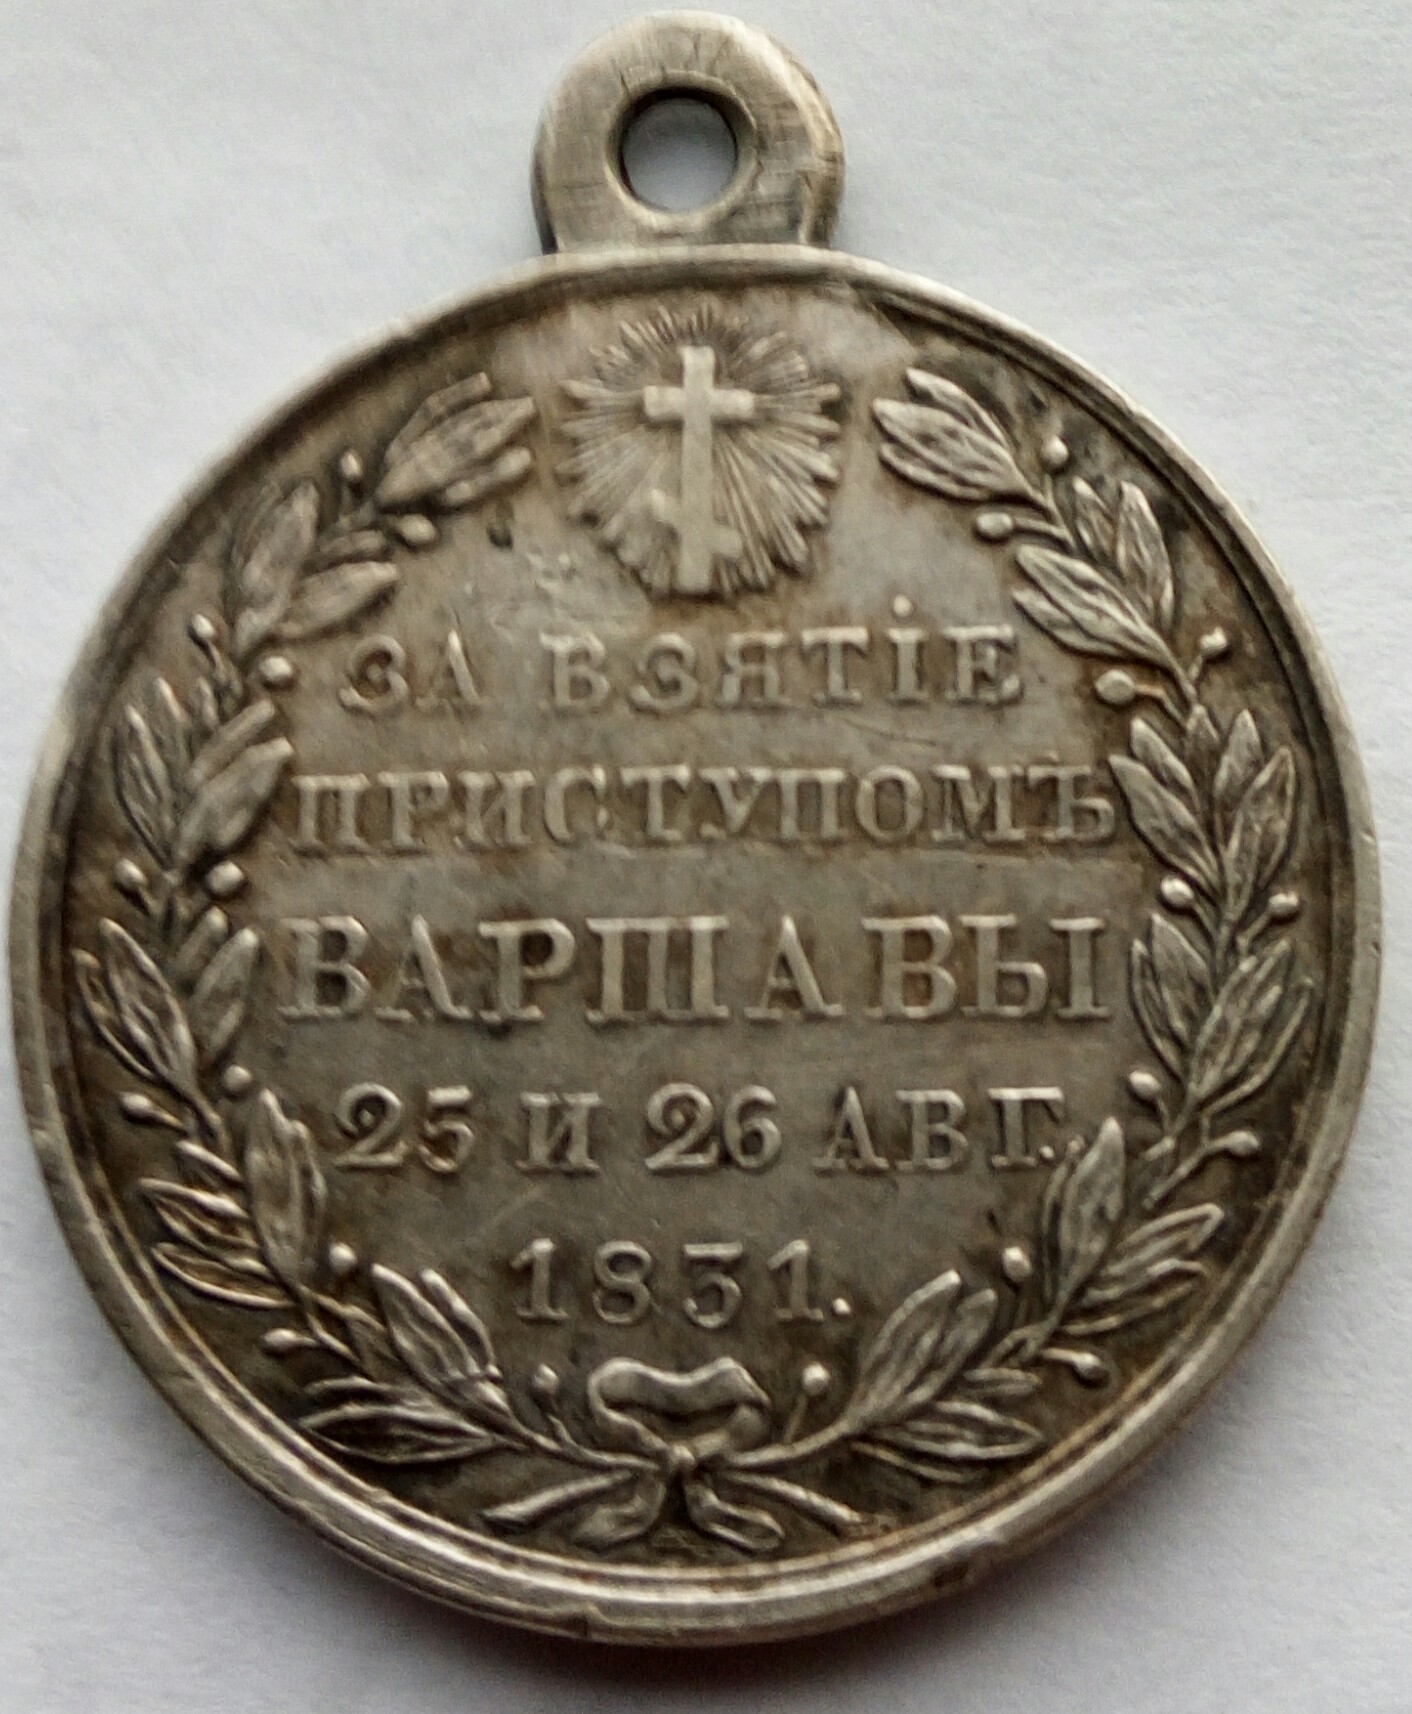 ЗА ВЗЯТІЕ
ПРИСТУПОМЪ
ВАРШАВЫ
25 И 26 АВГ.
1831.